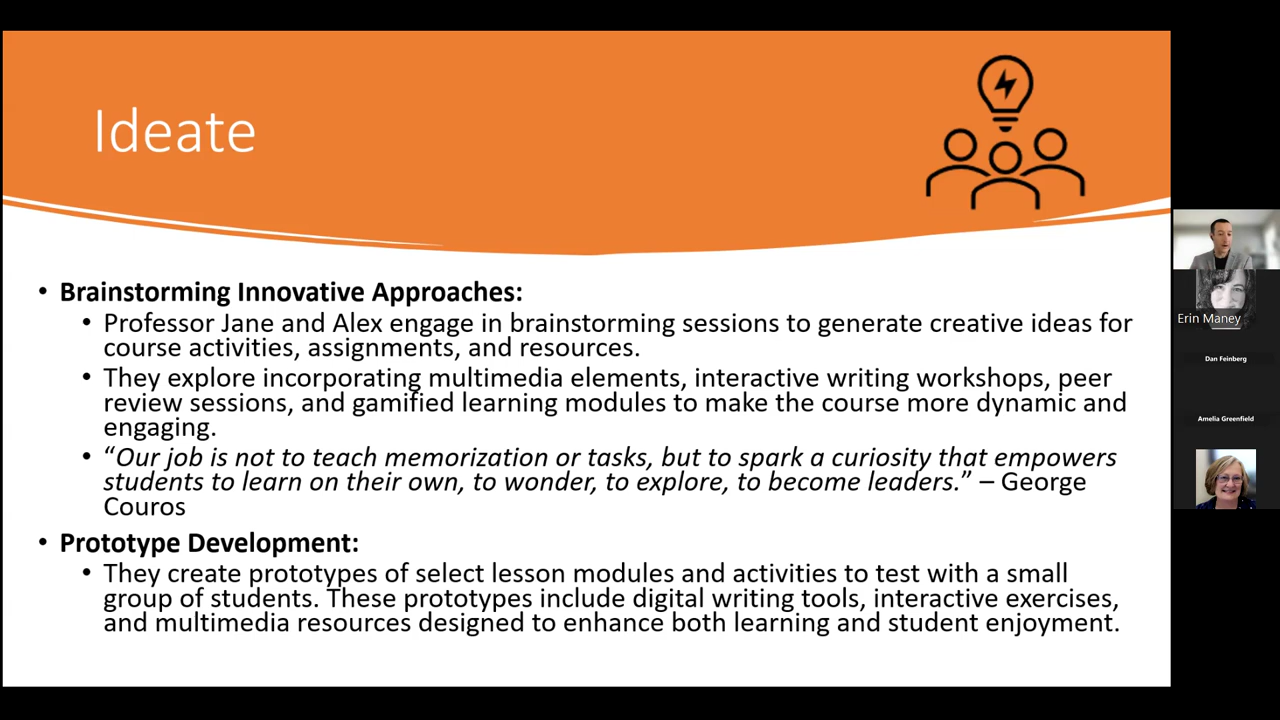 Ideate
• Brainstorming Innovative Approaches:
• Professor Jane and Alex engage in brainstorming sessions to generate creative ideas for
course activities, assignments, and resources.
• They explore incorporating multimedia elements, interactive writing workshops, peer
review sessions, and gamified learning modules to make the course more dynamic and
engaging.
• “Our job is not to teach memorization or tasks, but to spark a curiosity that empowers
students to learn on their own, to wonder, to explore, to become leaders.” – George
Couros
• Prototype Development:
• They create prototypes of select lesson modules and activities to test with a small
group of students. These prototypes include digital writing tools, interactive exercises,
and multimedia resources designed to enhance both learning and student enjoyment.
Erin Maney
Dan Feinberg
Amelia Greenfield